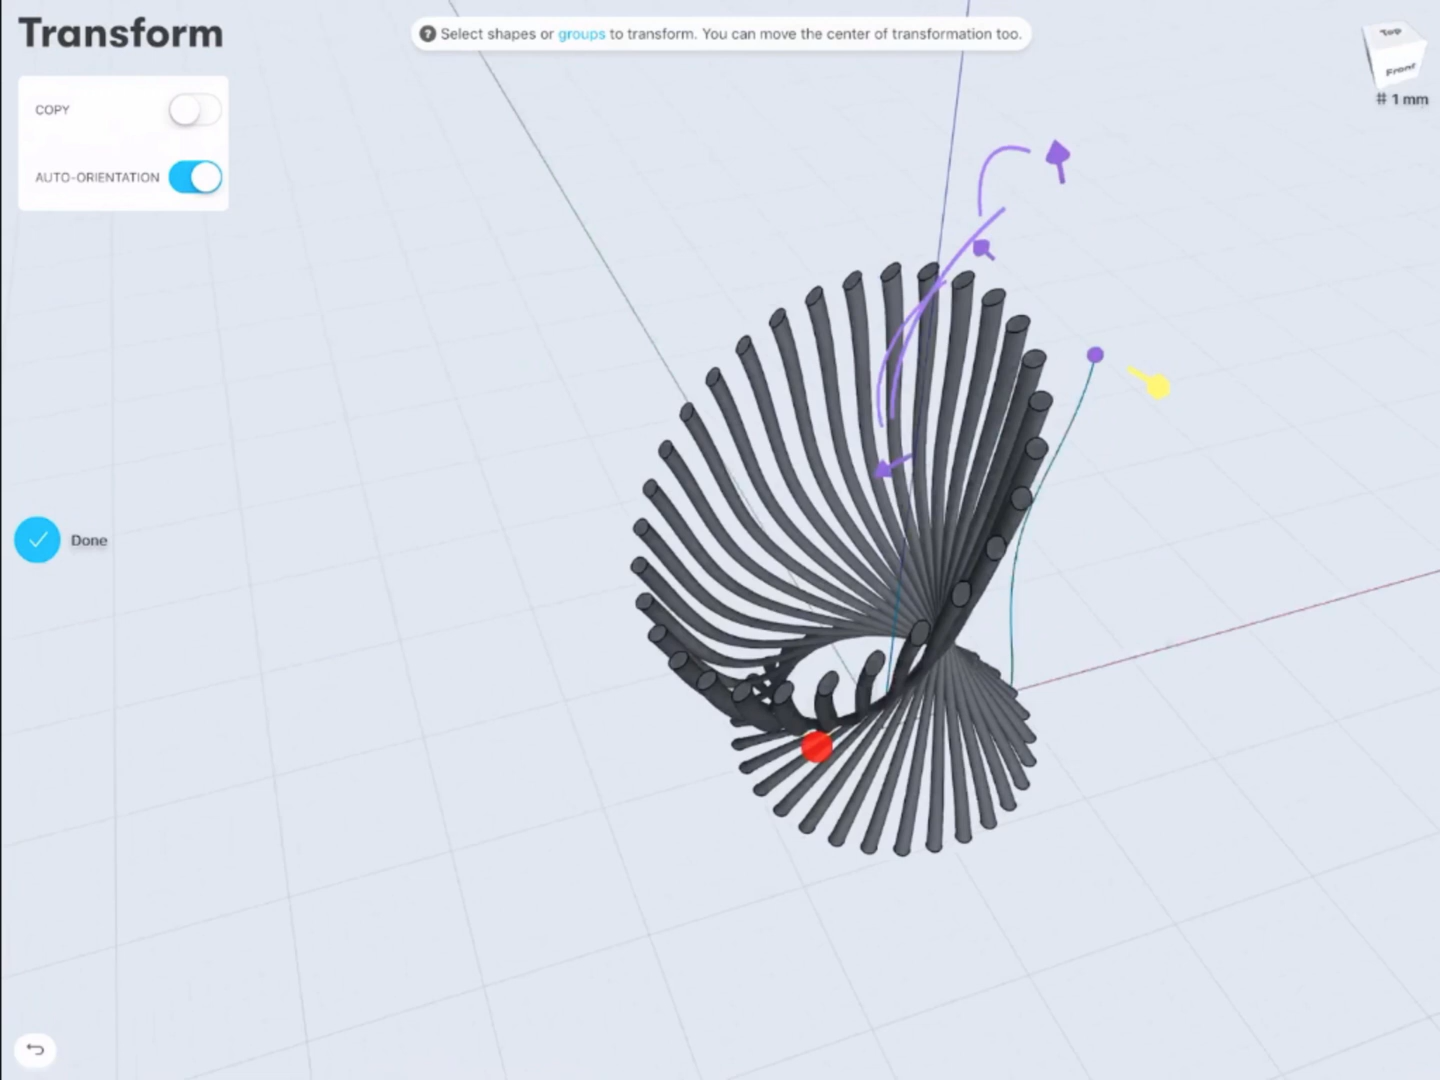 Transform
Select shapes or groups to transform. You can move the center of transformation too.
Top
Front
# 1 mm
COPY
AUTO-ORIENTATION
Done